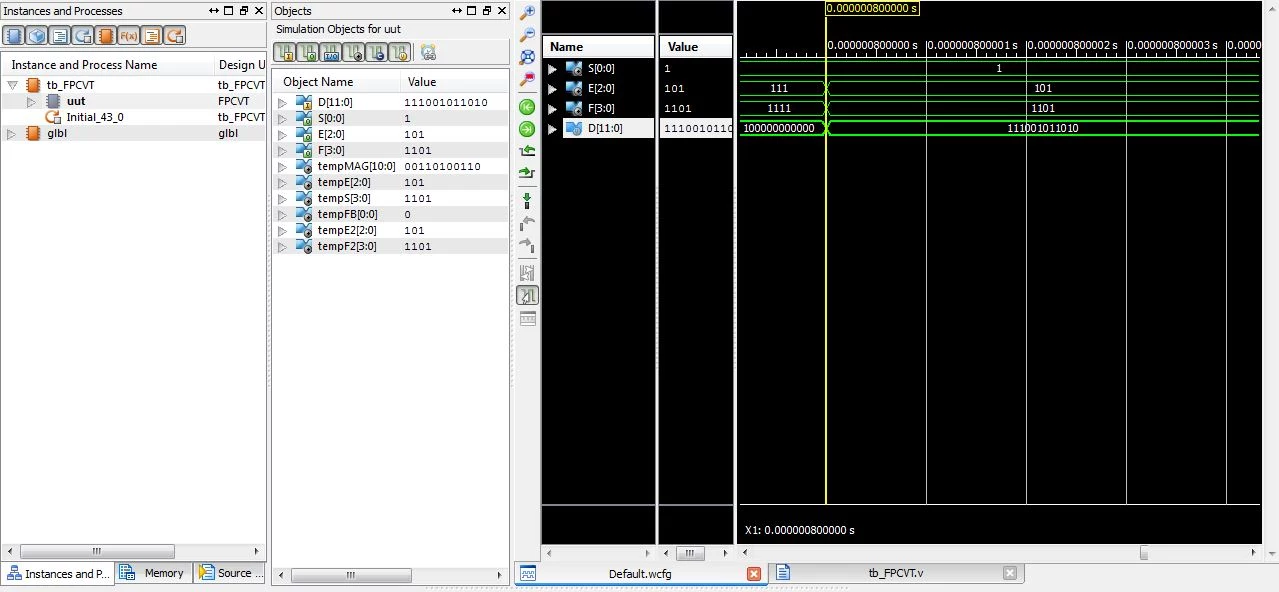 Instances and Processes
Instance and Process Name Design U
tb_FPCVT tb_FPCVT
uut FPCVT
Initial_43_0 tb_FPCVT
glbl glbl
Instances and P... Memory Source ...
Objects
Simulation Objects for uut
Object Name Value
D[11:0] 111001011010
S[0:0] 1
E[2:0] 101
F[3:0] 1101
tempMAG[10:0] 00110100110
tempE[2:0] 101
tempS[3:0] 1101
tempFB[0:0] 0
tempE2[2:0] 101
tempF2[3:0] 1101
Name Value
S[0:0] 1
E[2:0] 101
F[3:0] 1101
D[11:0] 1110010110
0.000000800000 s
0.000000800000 s 0.000000800001 s 0.000000800002 s 0.000000800003 s 0.0000
1
111 101
1111 1101
100000000000 111001011010
X1: 0.000000800000 s
Default.wcfg tb_FPCVT.v